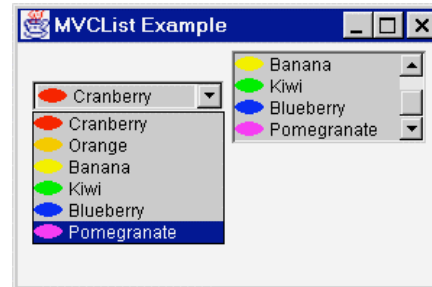 MVCList Example
Cranberry
Cranberry
Orange
Banana
Kiwi
Blueberry
Pomegranate
Banana
Kiwi
Blueberry
Pomegranate